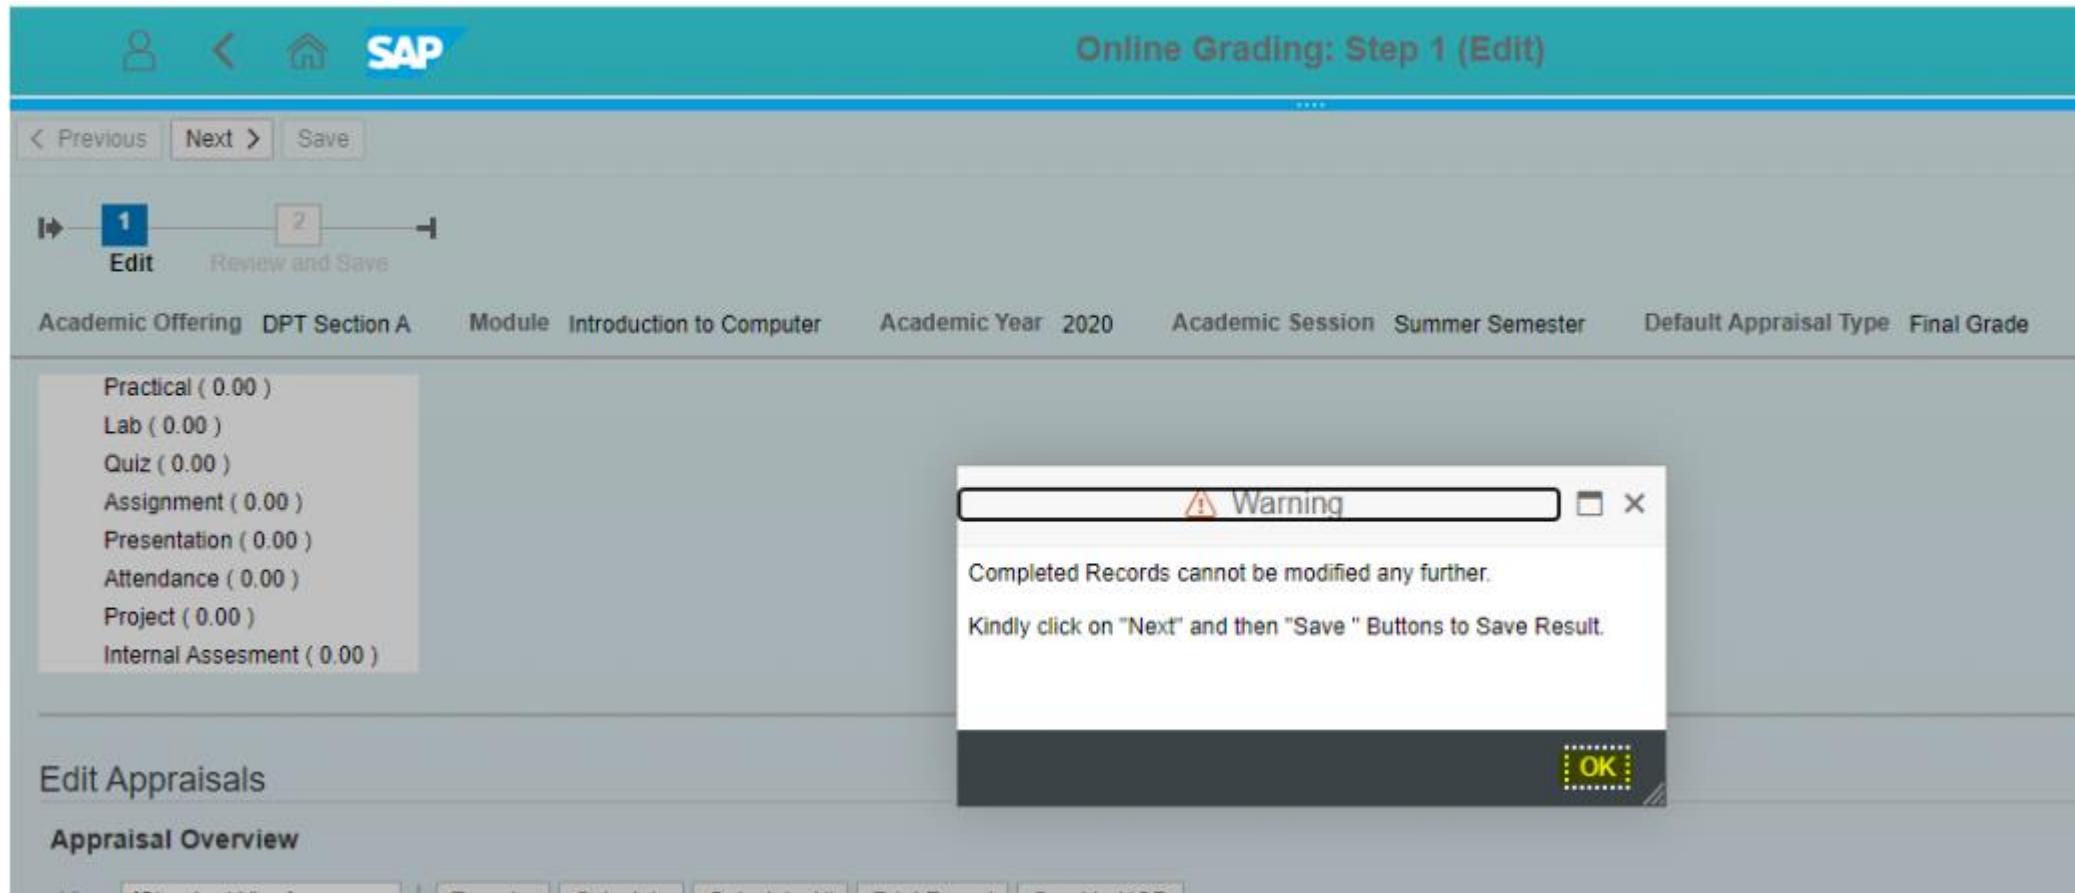 SAP Online Grading: Step 1 (Edit)
Previous Next Save
1 2
Edit Review and Save
Academic Offering DPT Section A Module Introduction to Computer Academic Year 2020 Academic Session Summer Semester Default Appraisal Type Final Grade
Practical ( 0.00 )
Lab ( 0.00 )
Quiz ( 0.00 )
Assignment ( 0.00 )
Presentation ( 0.00 )
Attendance ( 0.00 )
Project ( 0.00 )
Internal Assesment ( 0.00 )
Warning
Completed Records cannot be modified any further.
Kindly click on "Next" and then "Save " Buttons to Save Result.
OK
Edit Appraisals
Appraisal Overview